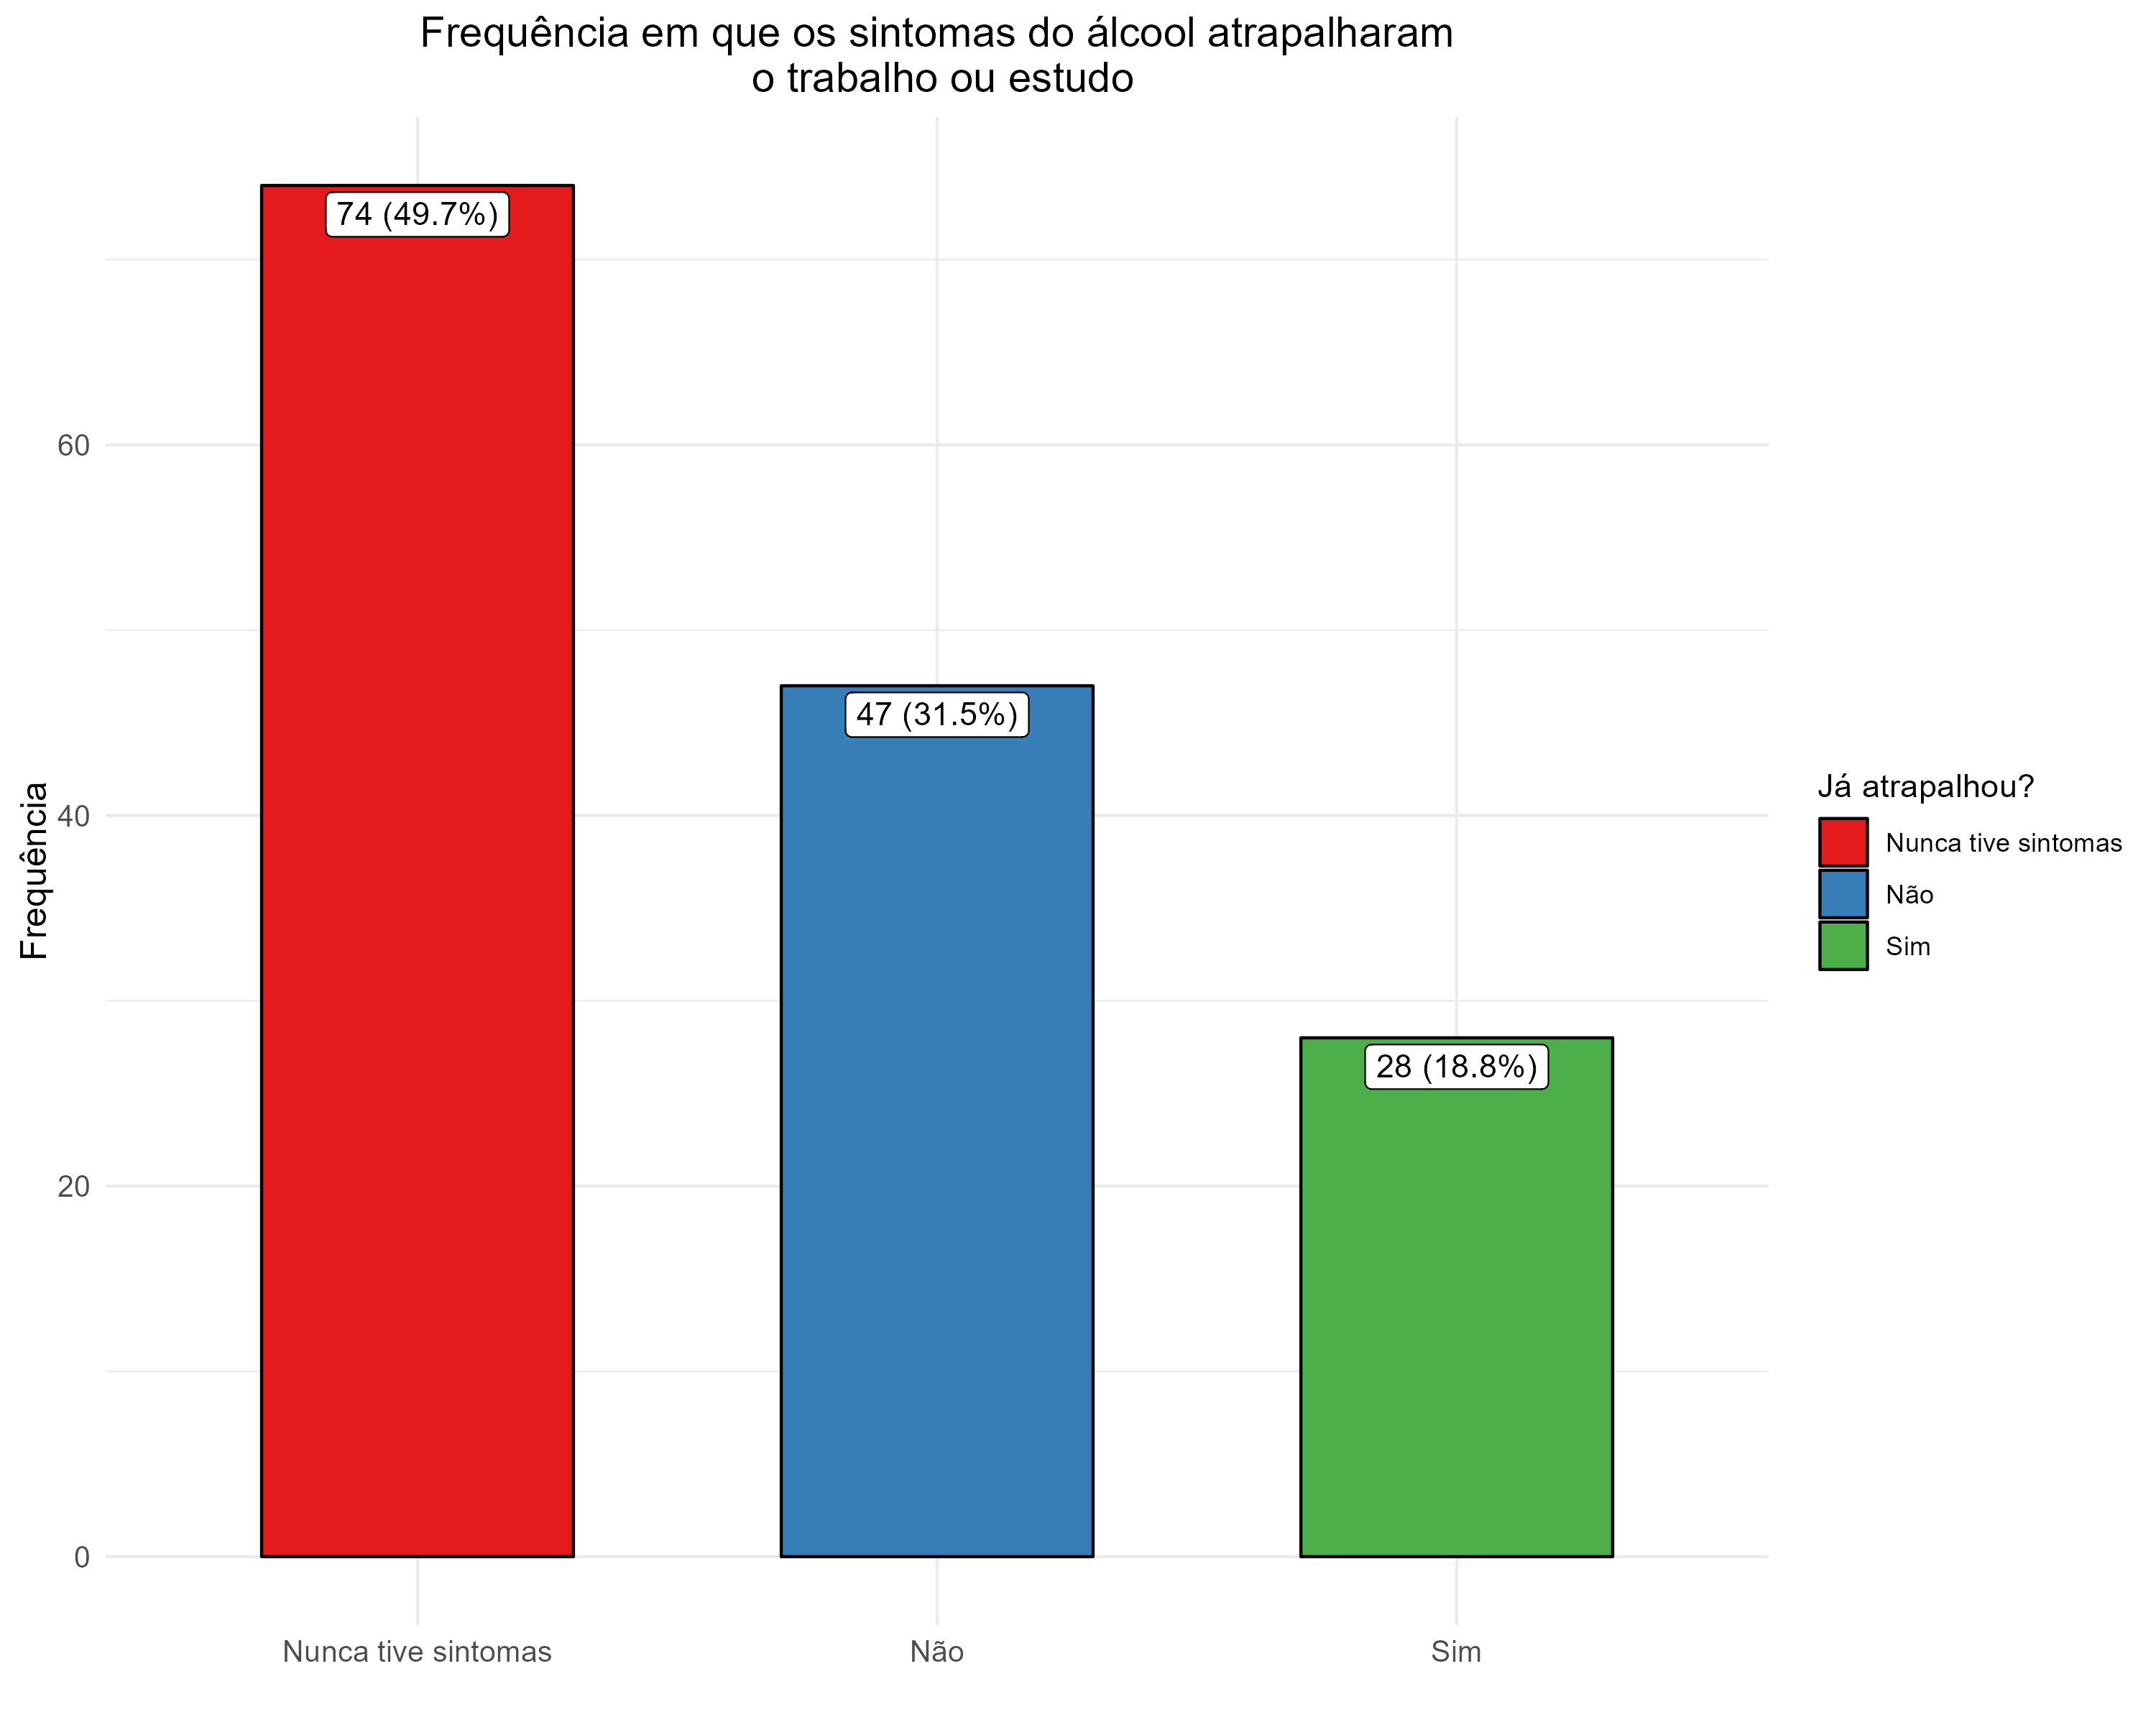 Frequência em que os sintomas do álcool atrapalharam
o trabalho ou estudo
Frequência
60
40
20
0
74 (49.7%)
47 (31.5%)
28 (18.8%)
Nunca tive sintomas
Não
Sim
Já atrapalhou?
Nunca tive sintomas
Não
Sim